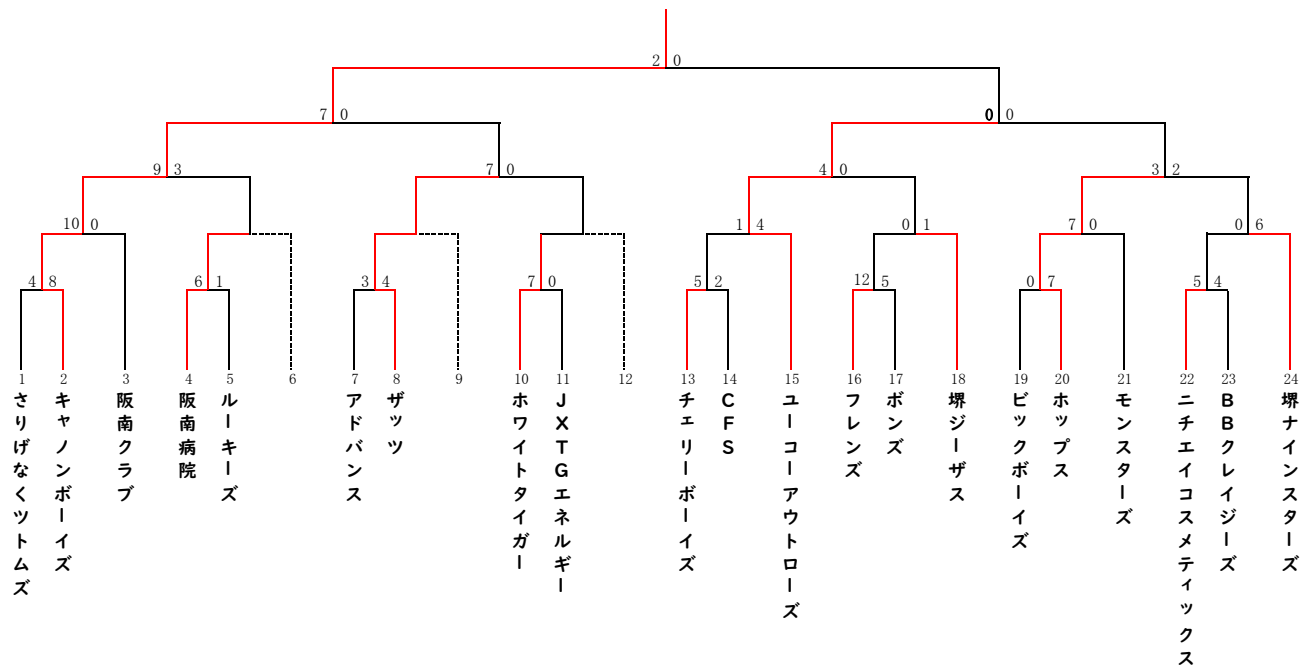 2 0
7 0
0 0
9 3
7 0
4 0
3 2
10 0
1 4
0 1
7 0
0 6
4 8
6 1
3 4
7 0
5 2
12 5
0 7
5 4
1 2 3 4 5 6 7 8 9 10 11 12 13 14 15 16 17 18 19 20 21 22 23 24
さりげなくツトムズ
キャノンボーイズ
阪南クラブ
阪南病院
ルーキーズ
アドバンス
ザッツ
ホワイトタイガー
JXTGエネルギー
チェリーボーイズ
CFS
ユーコーアウトローズ
フレンズ
ボンズ
堺ジーザス
ビックボーイズ
ホップス
モンスターズ
ニチエイコスメティックス
BBクレイジーズ
堺ナインスターズ